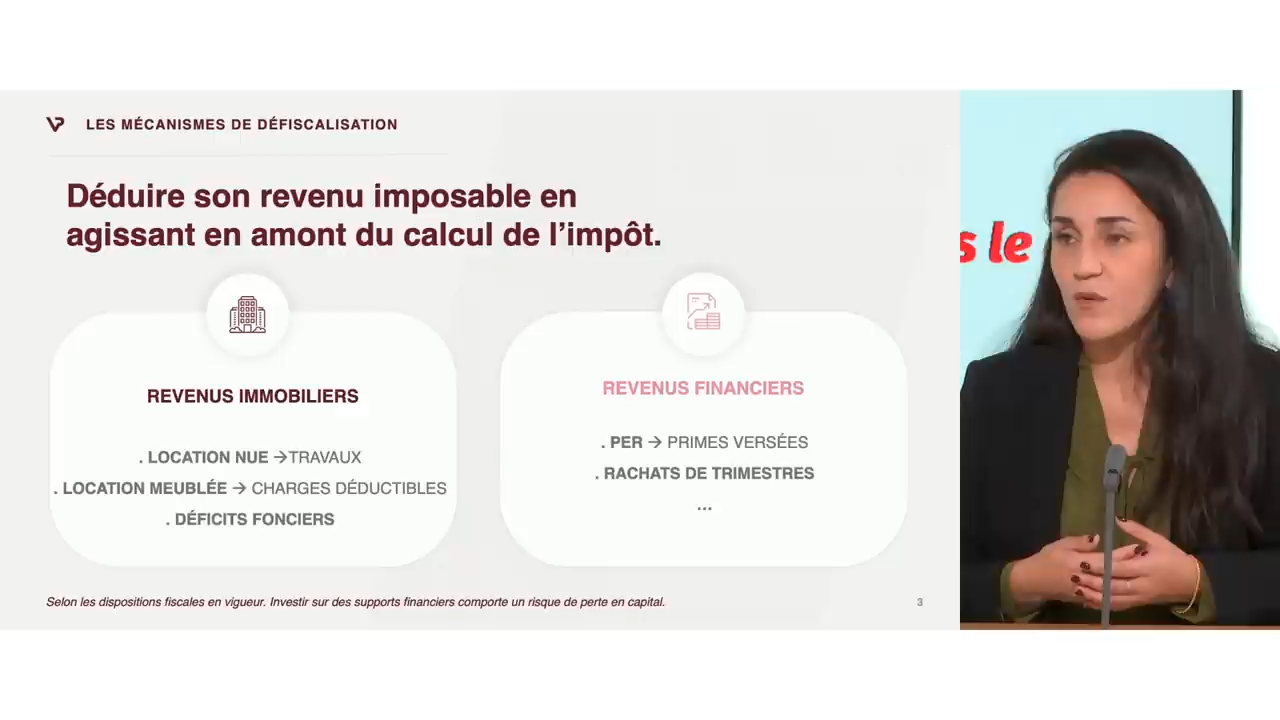 LES MÉCANISMES DE DÉFISCALISATION
Déduire son revenu imposable en
agissant en amont du calcul de l’impôt.
REVENUS IMMOBILIERS
. LOCATION NUE →TRAVAUX
. LOCATION MEUBLÉE → CHARGES DÉDUCTIBLES
. DÉFICITS FONCIERS
REVENUS FINANCIERS
. PER → PRIMES VERSÉES
. RACHATS DE TRIMESTRES
...
Selon les dispositions fiscales en vigueur. Investir sur des supports financiers comporte un risque de perte en capital.
3
s le